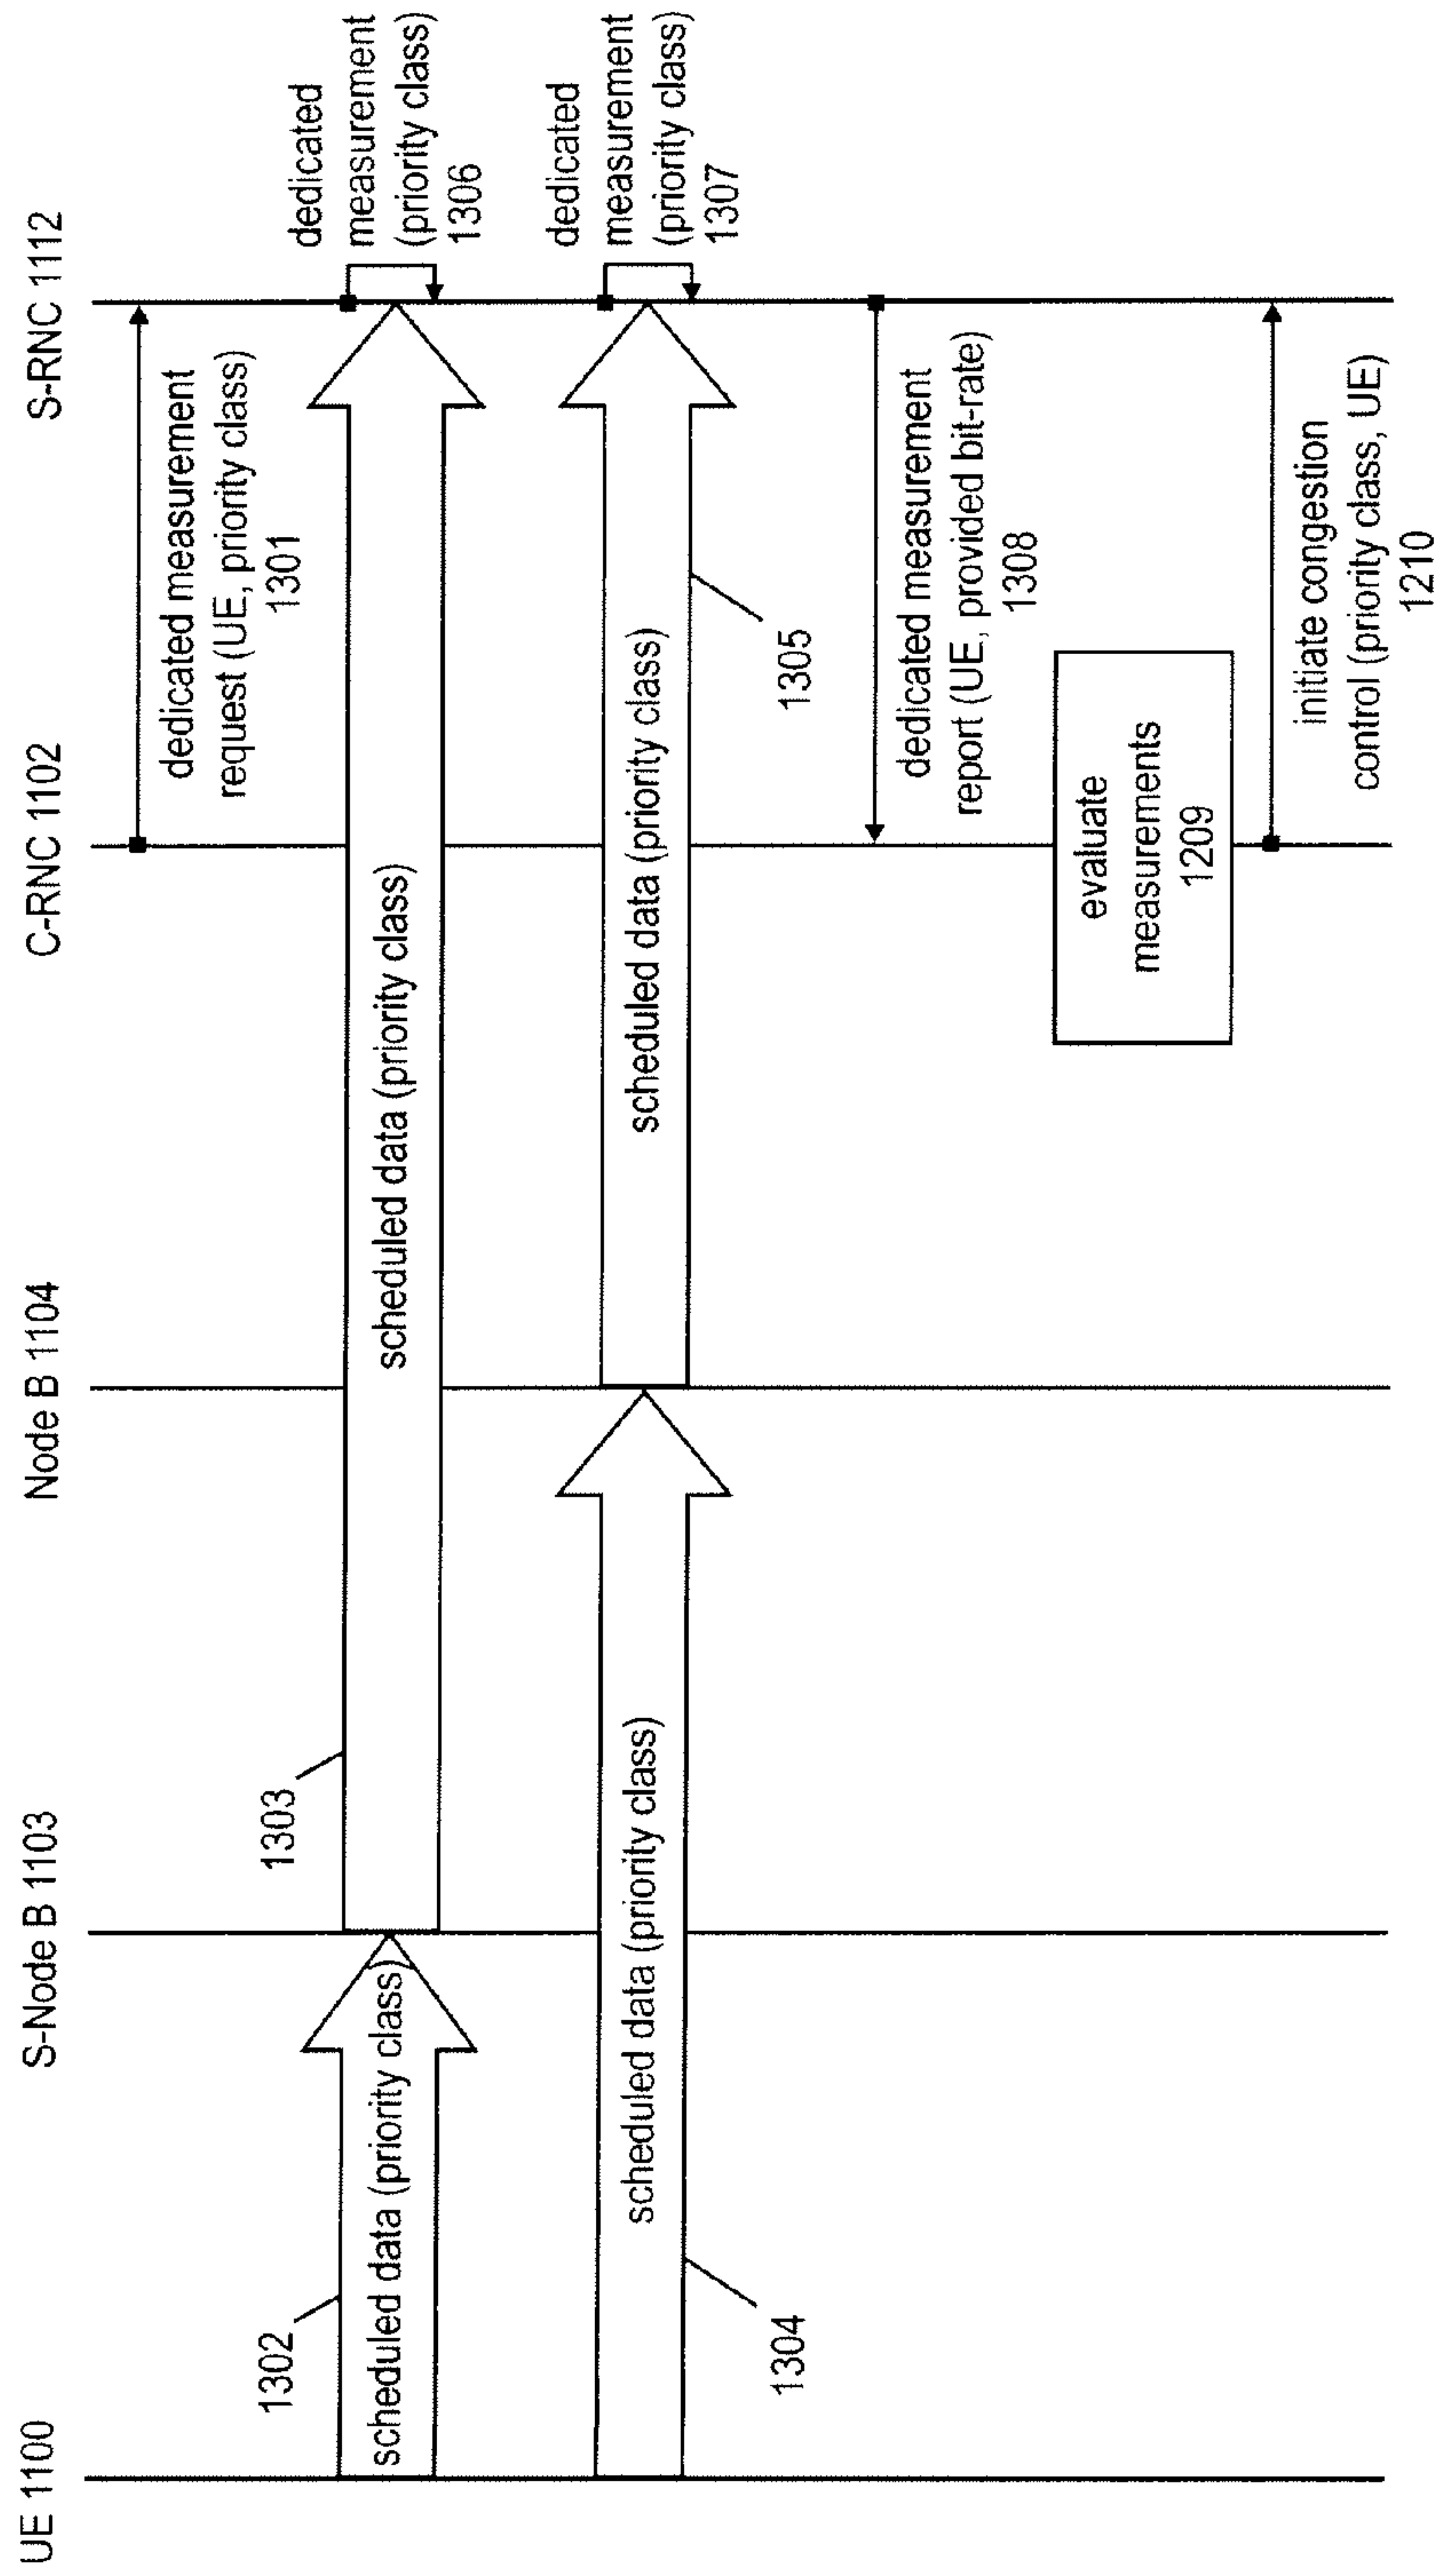 UE 1100
S-Node B 1103
Node B 1104
C-RNC 1102
S-RNC 1112
dedicated measurement
request (UE, priority class)
1301
1302
scheduled data (priority class)
1303
scheduled data (priority class)
dedicated
measurement
(priority class)
1306
scheduled data (priority class)
1304
scheduled data (priority class)
1305
dedicated
measurement
(priority class)
1307
dedicated measurement
report (UE, provided bit-rate)
1308
evaluate
measurements
1209
initiate congestion
control (priority class, UE)
1210